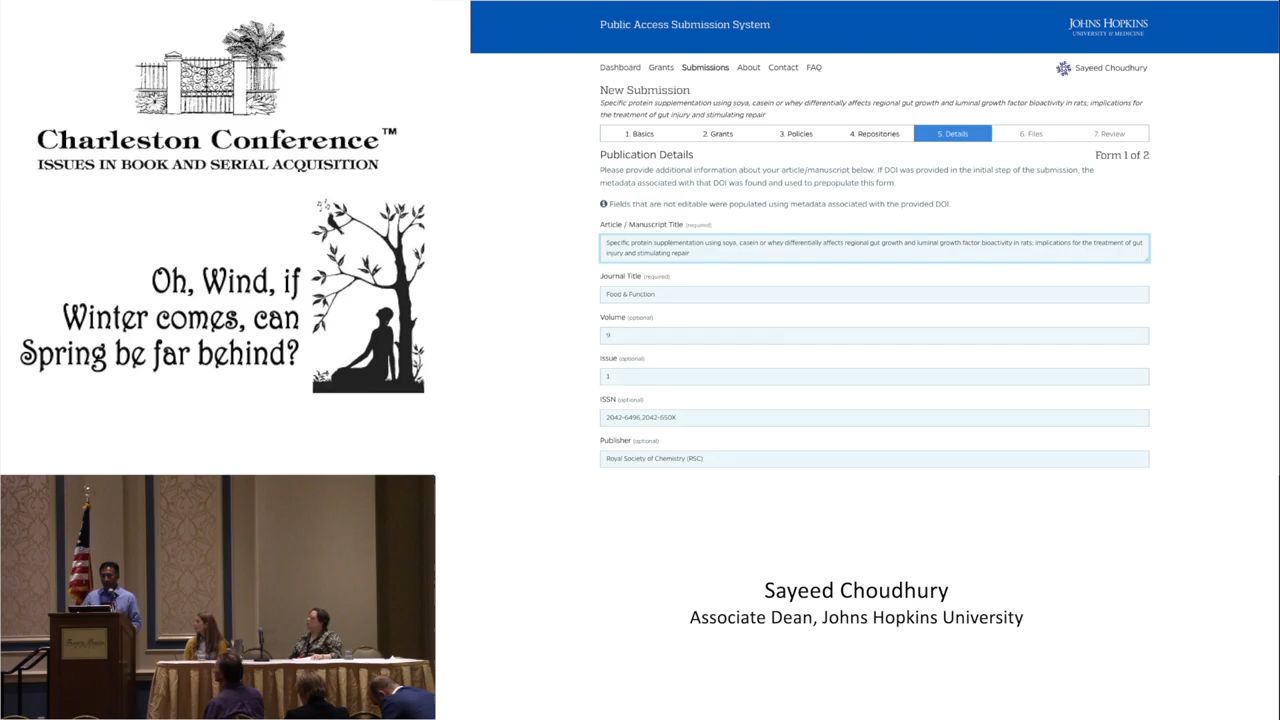 Charleston Conference™
ISSUES IN BOOK AND SERIAL ACQUISITION
Oh, Wind, if
Winter comes, can
Spring be far behind?
Public Access Submission System
JOHNS HOPKINS
UNIVERSITY & MEDICINE
Dashboard Grants Submissions About Contact FAQ
Sayeed Choudhury
New Submission
Specific protein supplementation using soya, casein or whey differentially affects regional gut growth and luminal growth factor bioactivity in rats; implications for
the treatment of gut injury and stimulating repair
1. Basics 2. Grants 3. Policies 4. Repositories 5. Details 6. Files 7. Review
Publication Details
Form 1 of 2
Please provide additional information about your article/manuscript below. If DOI was provided in the initial step of the submission, the
metadata associated with that DOI was found and used to prepopulate this form.
Fields that are not editable were populated using metadata associated with the provided DOI.
Article / Manuscript Title (required)
Specific protein supplementation using soya, casein or whey differentially affects regional gut growth and luminal growth factor bioactivity in rats; implications for the treatment of gut
injury and stimulating repair
Journal Title (required)
Food & Function
Volume (optional)
9
Issue (optional)
1
ISSN (optional)
2042-6496,2042-650X
Publisher (optional)
Royal Society of Chemistry (RSC)
Sayeed Choudhury
Associate Dean, Johns Hopkins University